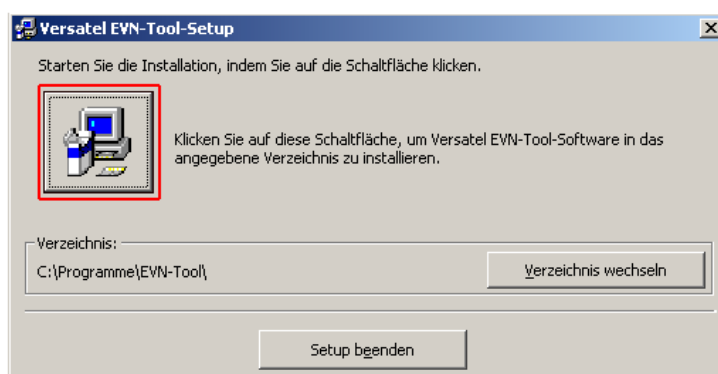 Versatel EVN-Tool-Setup
Starten Sie die Installation, indem Sie auf die Schaltfläche klicken.
Klicken Sie auf diese Schaltfläche, um Versatel EVN-Tool-Software in das
angegebene Verzeichnis zu installieren.
Verzeichnis:
C:\Programme\EVN-Tool\
Verzeichnis wechseln
Setup beenden